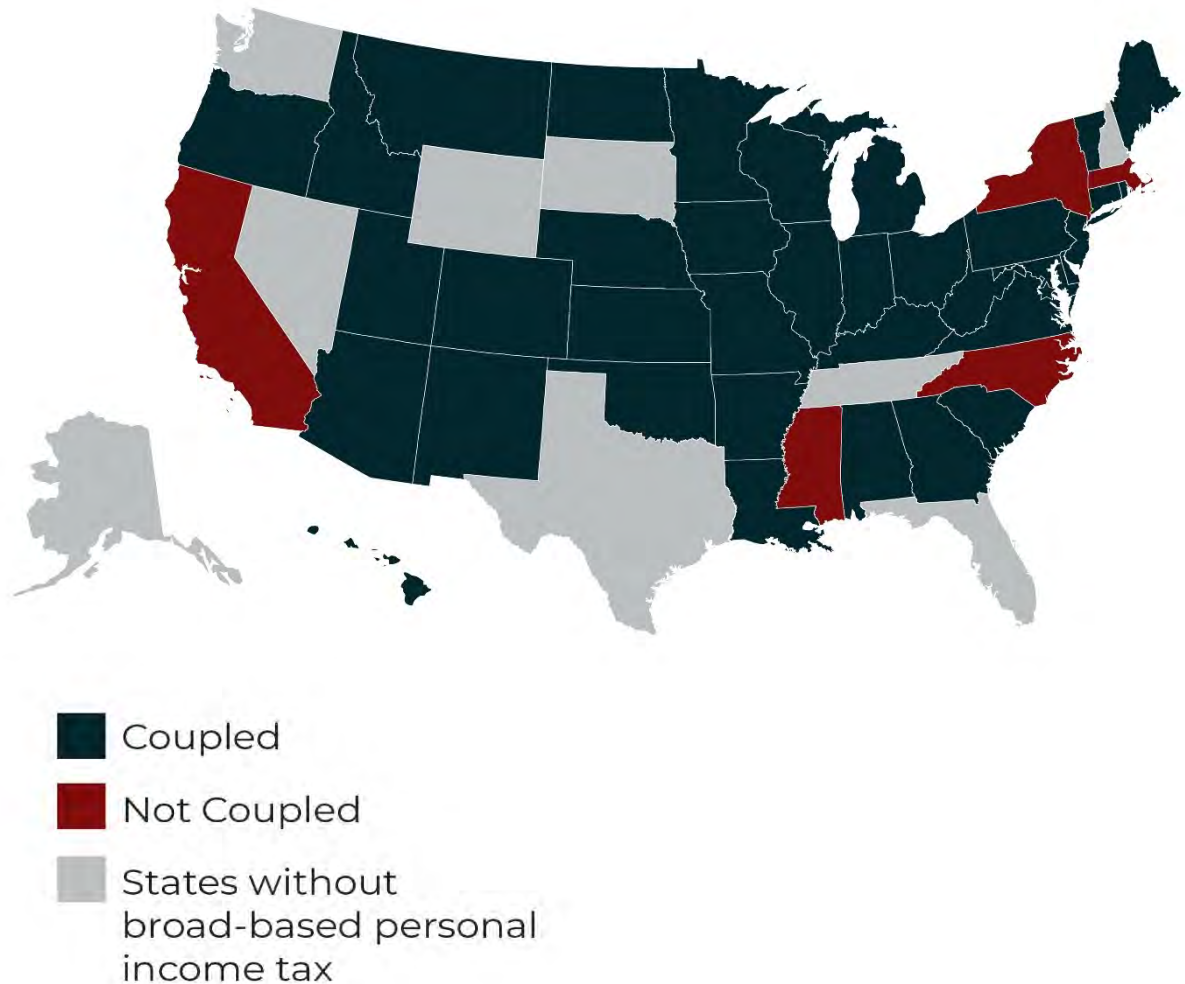 Coupled
Not Coupled
States without
broad-based personal
income tax